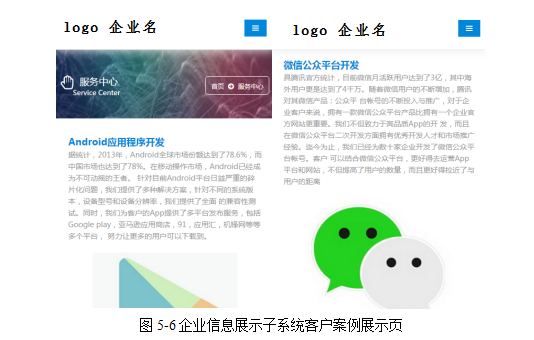 logo 企业名
服务中心
Service Center
首页 服务中心
Android应用程序开发
据统计，2013年，Android全球市场份额达到了78.6%，而
中国市场也达到了78%。在移动操作市场，Android已经成
为不可动摇的王者。 针对目前Android平台日益严重的碎
片化问题，我们提供了多种解决方案，针对不同的系统版
本，设备型号和设备分辨率，我们提供了全面 的兼容性测
试。同时，我们为客户的App提供了多平台发布服务，包括
Google play，亚马逊应用商店，91，应用汇，机锋网等等
多个平台， 努力让更多的用户可以下载到。
logo 企业名
微信公众平台开发
具腾讯官方统计，目前微信月活跃用户达到了3亿，其中海
外用户更是达到了4千万。随着微信用户的不断增加，腾讯
对其微信产品：公众平 台帐号的不断投入与推广，对于企
业客户来说，拥有一款微信公众平台产品比拥有一个企业官
方网站更重要。我们不但致力于高品质App的开 发，而且
在微信公众平台二次开发方面拥有优秀开发人才和市场推广
经验。迄今为止，我们已经为数十家企业开发了微信公众平
台帐号。客户 可以结合微信公众平台，更好得去运营App
平台和网站，不但提高了用户的数量，而且更好得拉近了与
用户的距离
图 5-6 企业信息展示子系统客户案例展示页